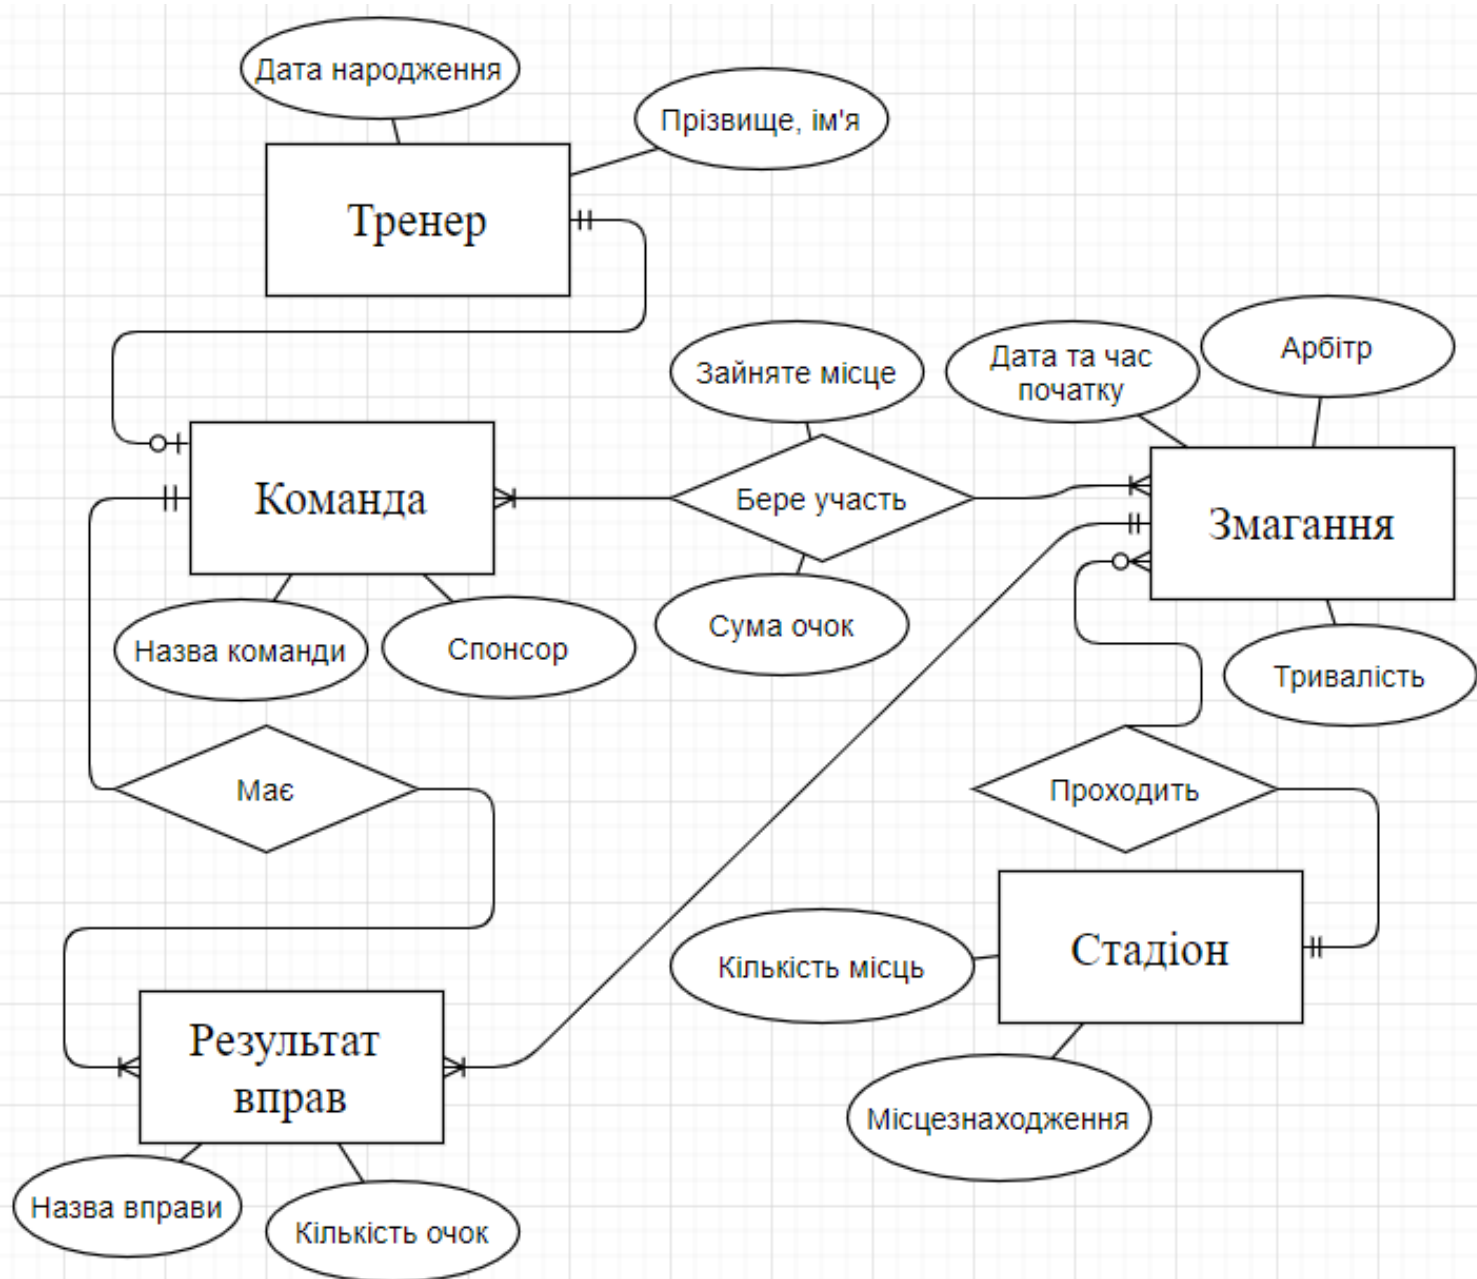 Дата народження
Прізвище, ім'я
Тренер
Зайняте місце
Дата та час
початку
Арбітр
Команда
Бере участь
Змагання
Назва команди
Спонсор
Сума очок
Тривалість
Має
Проходить
Кількість місць
Стадіон
Результат
вправ
Місцезнаходження
Назва вправи
Кількість очок